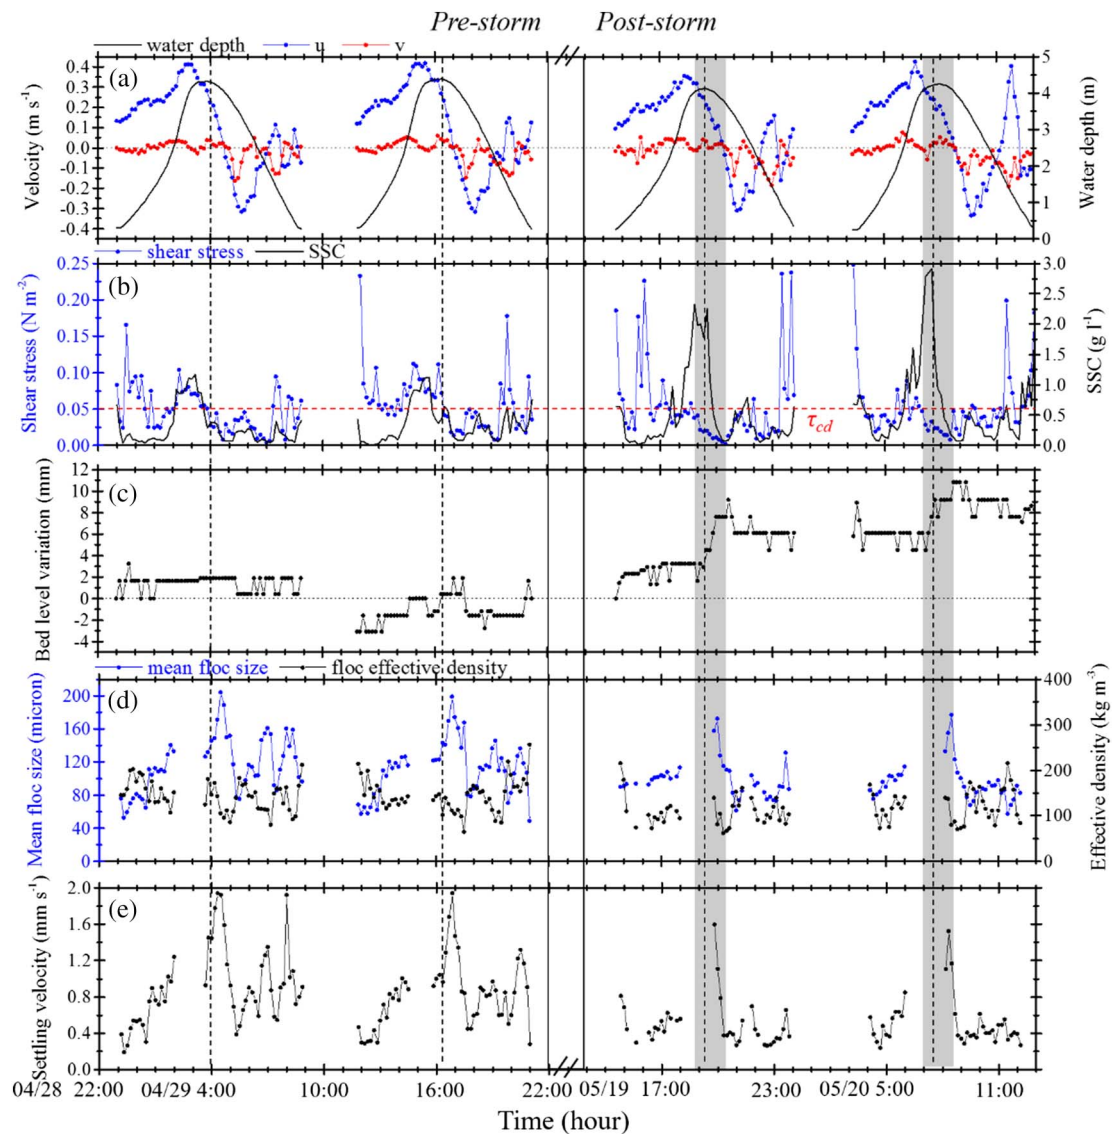 Pre-storm Post-storm
water depth u v
(a)
Velocity (m s-1)
0.4
0.3
0.2
0.1
0.0
-0.1
-0.2
-0.3
-0.4
Water depth (m)
5
4
3
2
1
0
shear stress SSC
(b)
Shear stress (N m-2)
0.25
0.20
0.15
0.10
0.05
0.00
SSC (g l-1)
3.0
2.5
2.0
1.5
1.0
0.5
0.0
τcd
(c)
Bed level variation (mm)
12
10
8
6
4
2
0
-2
-4
mean floc size floc effective density
(d)
Mean floc size (micron)
200
160
120
80
40
0
Effective density (kg m-3)
400
300
200
100
0
(e)
Settling velocity (mm s-1)
2.0
1.6
1.2
0.8
0.4
0.0
04/28 22:00 04/29 4:00 10:00 16:00 22:00 05/19 17:00 23:00 05/20 5:00 11:00
Time (hour)